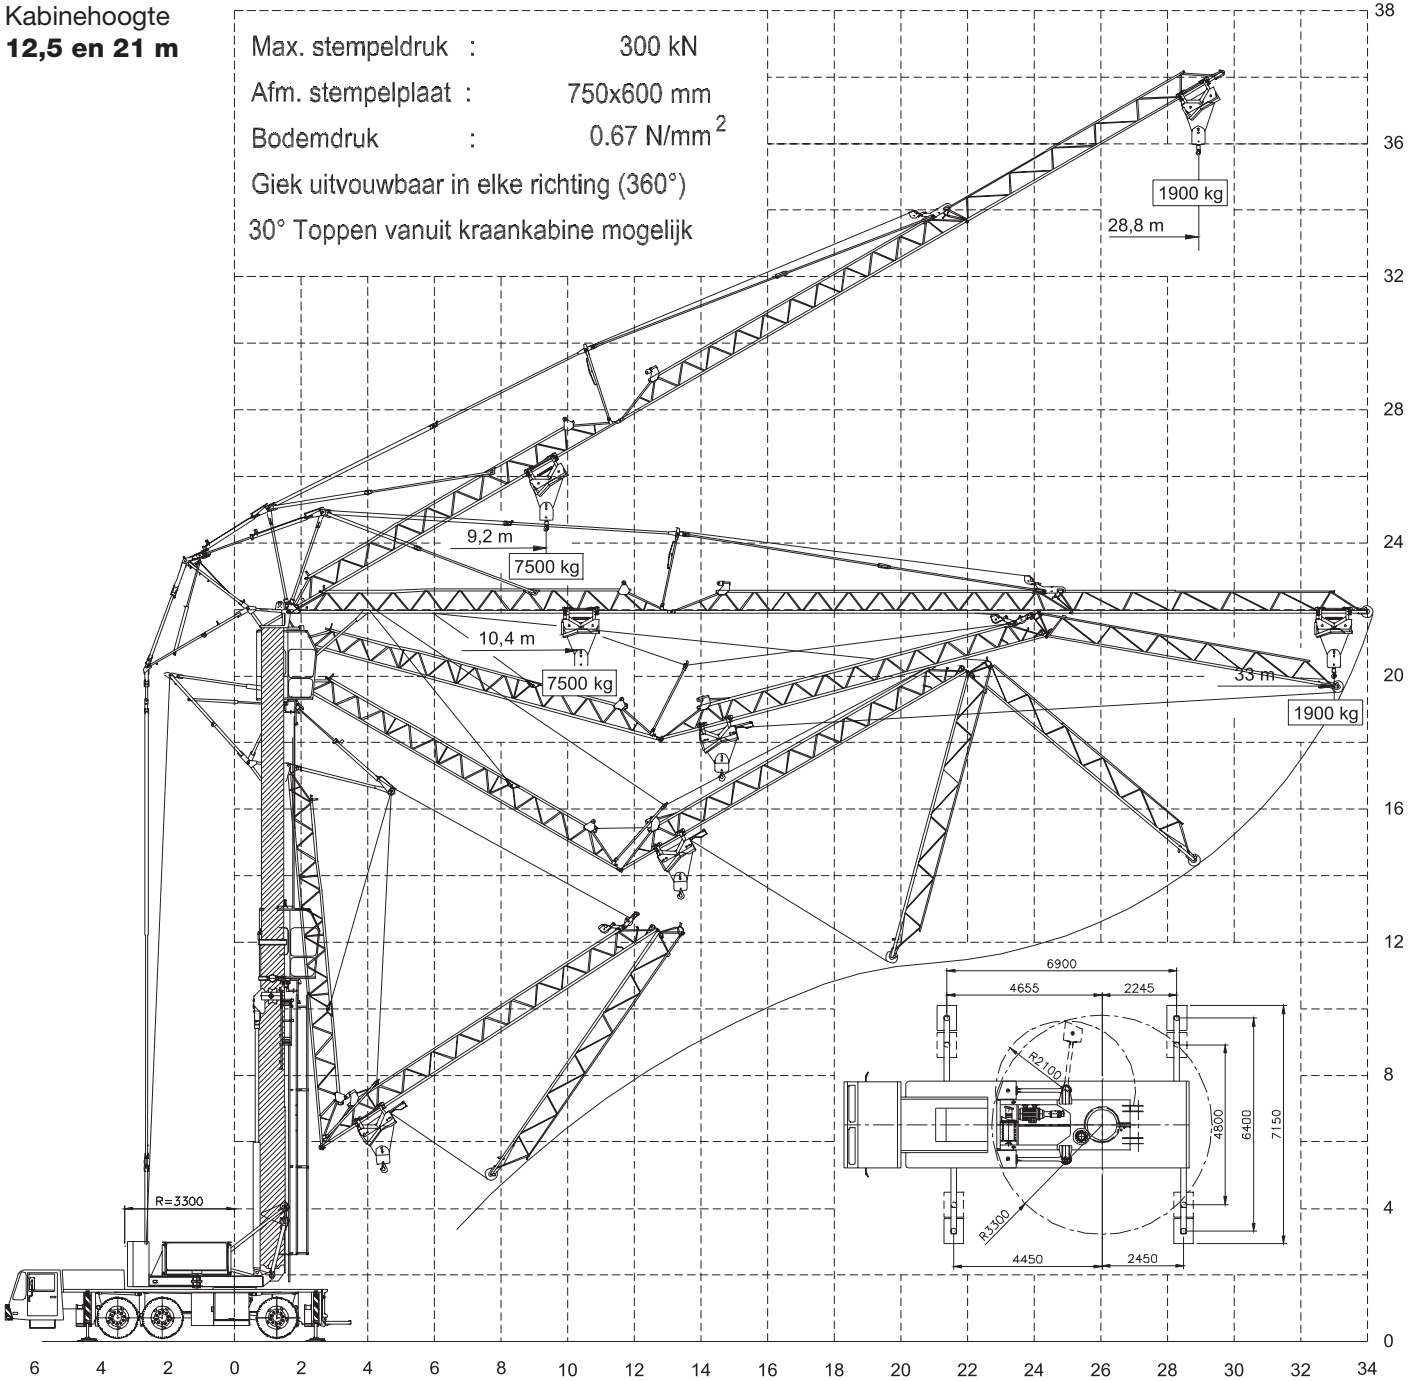 Kabinehoogte
12,5 en 21 m
Max. stempeldruk : 300 kN
Afm. stempelplaat : 750x600 mm
Bodemdruk : 0.67 N/mm²
Giek uitvouwbaar in elke richting (360°)
30° Toppen vanuit kraankabine mogelijk
38
36
1900 kg
28,8 m
32
28
9,2 m
24
7500 kg
10,4 m
7500 kg
20
33 m
1900 kg
16
12
6900
4655 2245
8
R2100
4800
6400
7150
R=3300
4
R3300
4450 2450
0
6 4 2 0 2 4 6 8 10 12 14 16 18 20 22 24 26 28 30 32 34